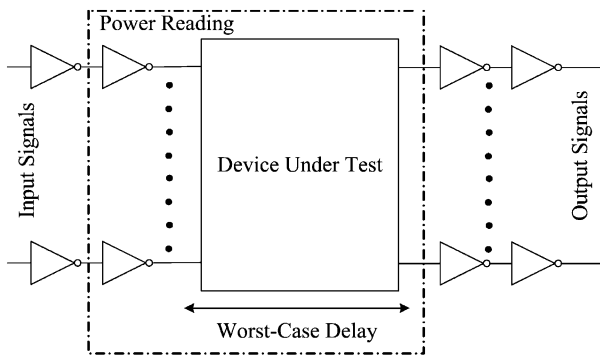 Power Reading
Input Signals
Device Under Test
Output Signals
Worst-Case Delay